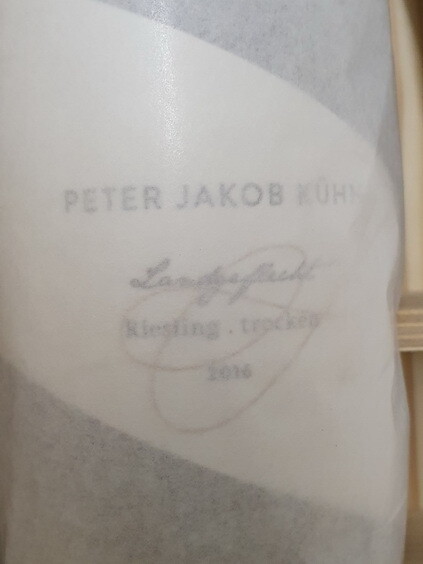 PETER JAKOB KÜHN
Landgeflecht
Riesling . trocken
2016